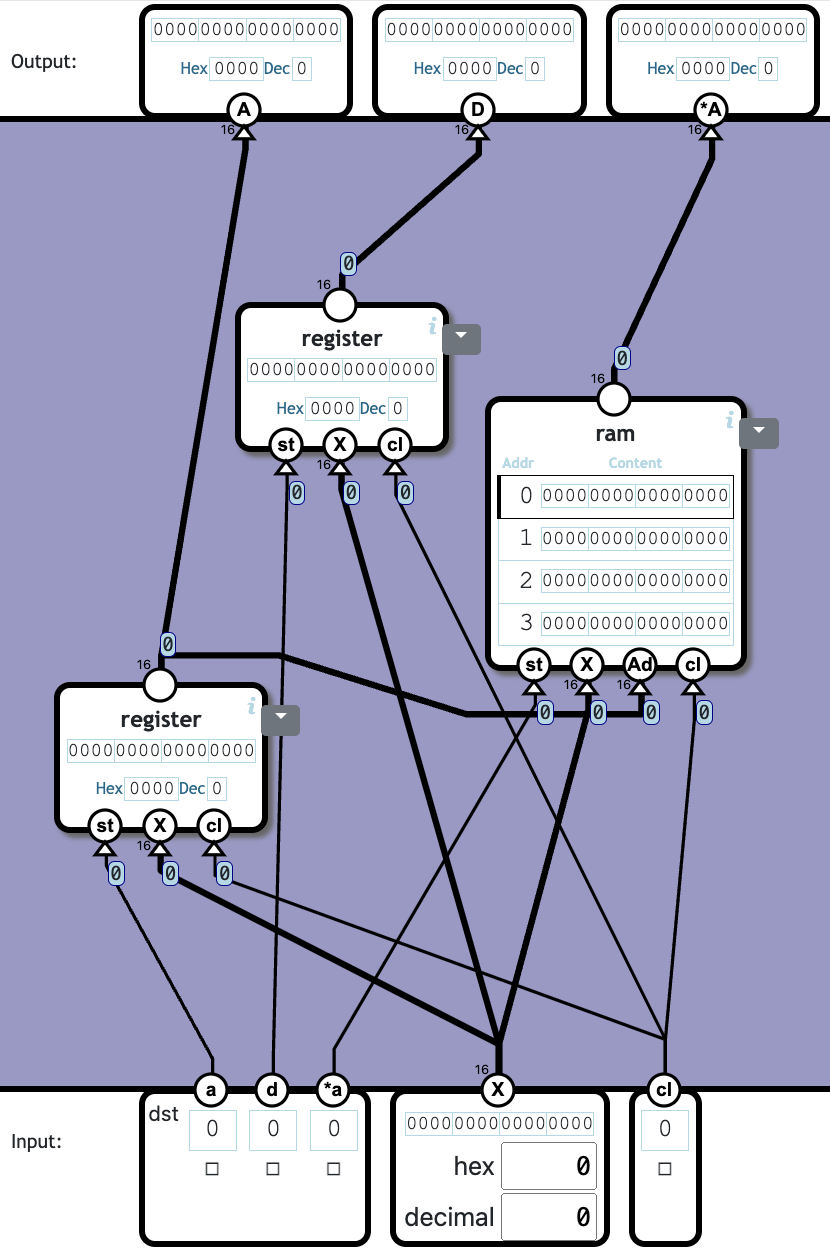 0000 0000 0000 0000
0000 0000 0000 0000
0000 0000 0000 0000
Output:
Hex 0000 Dec 0
Hex 0000 Dec 0
Hex 0000 Dec 0
A
D
*A
16
16
16
0
16
register
i
0000 0000 0000 0000
Hex 0000 Dec 0
st X cl
16
0 0 0
0
16
ram
i
Addr Content
0 0000 0000 0000 0000
1 0000 0000 0000 0000
2 0000 0000 0000 0000
3 0000 0000 0000 0000
st X Ad cl
16 16
0 0 0 0
0
16
register
i
0000 0000 0000 0000
Hex 0000 Dec 0
st X cl
16
0 0 0
16
a d *a X cl
dst
0 0 0
0000 0000 0000 0000
0
Input:
hex 0
decimal 0